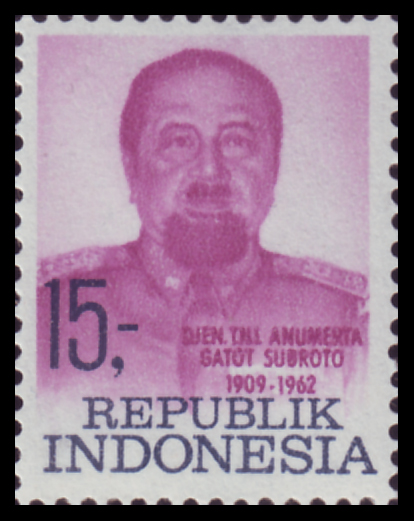 15,-
DJEN. TNI. ANUMERTA
GATOT SUBROTO
1909-1962
REPUBLIK
INDONESIA